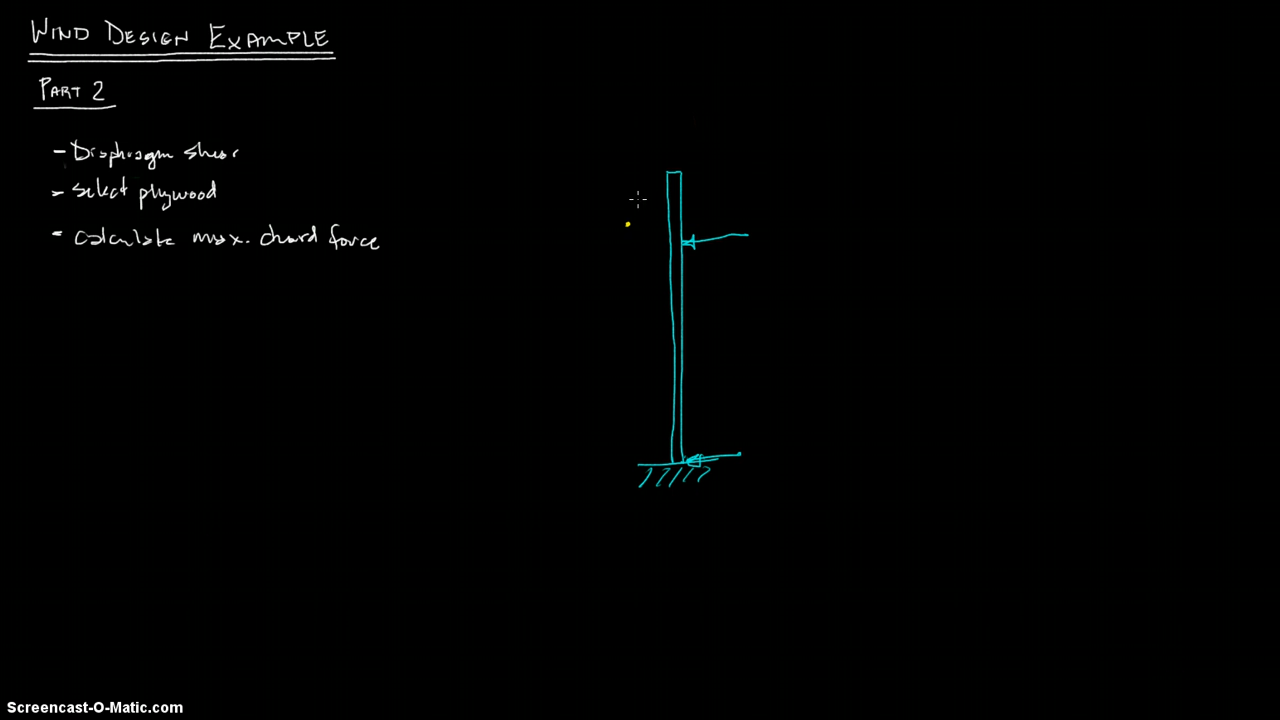 WIND DESIGN EXAMPLE
PART 2
- Diaphragm shear
- Select plywood
- Calculate max. chord force
Screencast-O-Matic.com